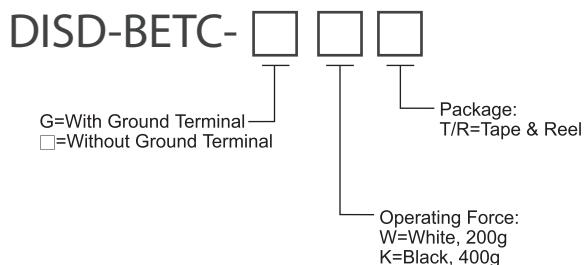 DISD-BETC-□ □ □
G=With Ground Terminal
□=Without Ground Terminal
Package:
T/R=Tape & Reel
Operating Force:
W=White, 200g
K=Black, 400g